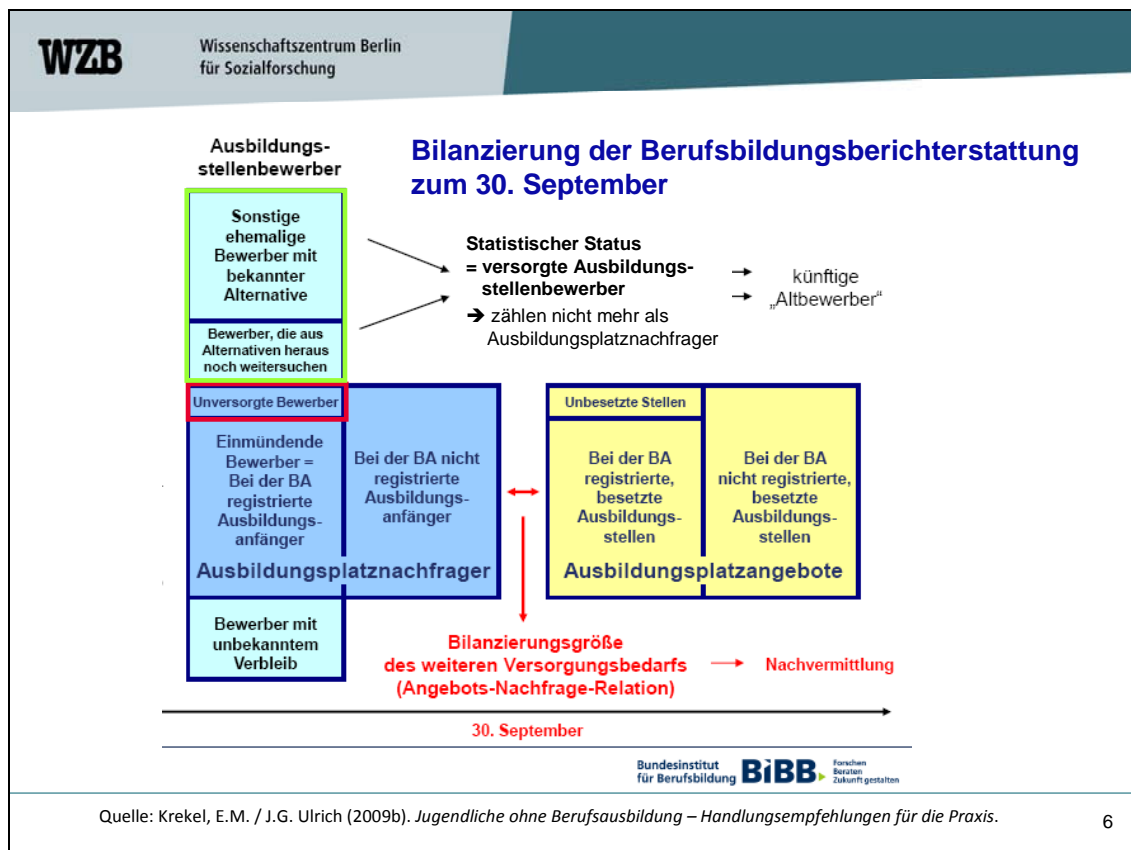 WZB
Wissenschaftszentrum Berlin
für Sozialforschung
Bilanzierung der Berufsbildungsberichterstattung
zum 30. September
Ausbildungs-
stellenbewerber
Sonstige
ehemalige
Bewerber mit
bekannter
Alternative
Bewerber, die aus
Alternativen heraus
noch weitersuchen
Statistischer Status
= versorgte Ausbildungs-
stellenbewerber
➔ zählen nicht mehr als
Ausbildungsplatznachfrager
künftige
„Altbewerber“
Unversorgte Bewerber
Einmündende
Bewerber =
Bei der BA
registrierte
Ausbildungs-
anfänger
Bei der BA nicht
registrierte
Ausbildungs-
anfänger
Ausbildungsplatznachfrager
Unbesetzte Stellen
Bei der BA
registrierte,
besetzte
Ausbildungs-
stellen
Bei der BA
nicht registrierte,
besetzte
Ausbildungs-
stellen
Ausbildungsplatzangebote
Bewerber mit
unbekanntem
Verbleib
Bilanzierungsgröße
des weiteren Versorgungsbedarfs
(Angebots-Nachfrage-Relation)
Nachvermittlung
30. September
Bundesinstitut
für Berufsbildung
BiBB
Forschen
Beraten
Zukunft gestalten
Quelle: Krekel, E.M. / J.G. Ulrich (2009b). Jugendliche ohne Berufsausbildung – Handlungsempfehlungen für die Praxis.
6